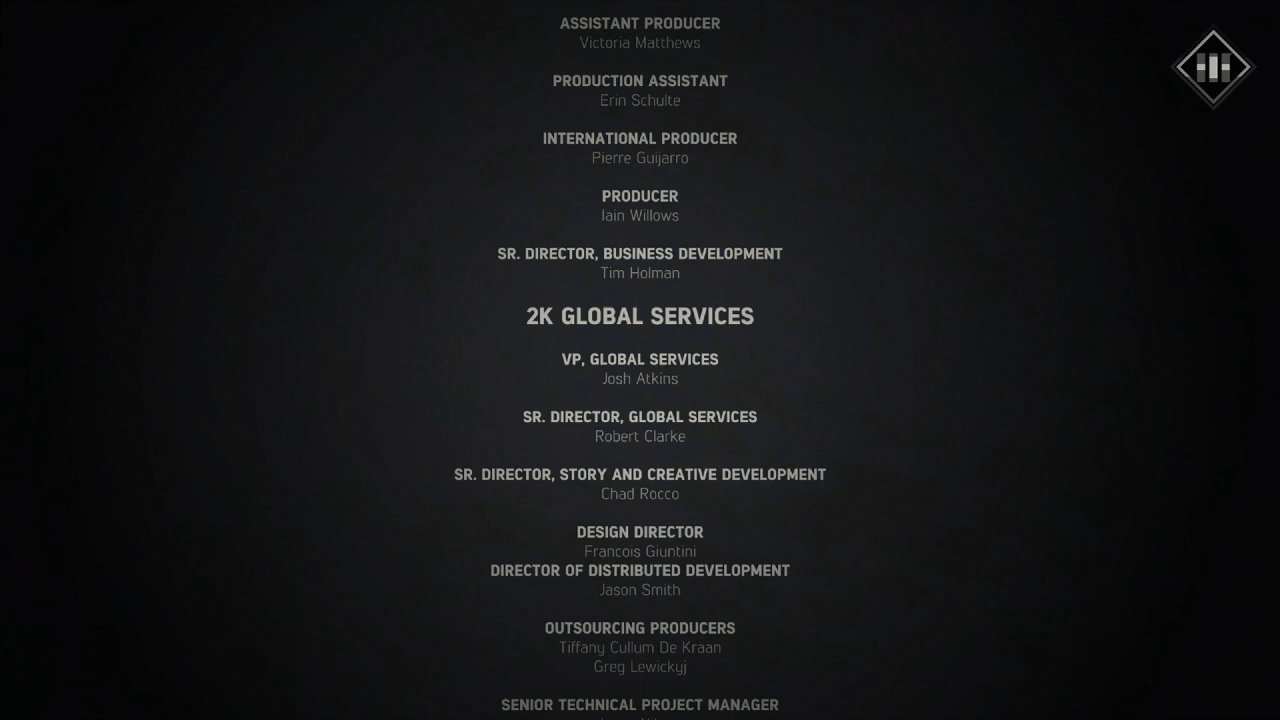 ASSISTANT PRODUCER
Victoria Matthews
PRODUCTION ASSISTANT
Erin Schulte
INTERNATIONAL PRODUCER
Pierre Guijarro
PRODUCER
Iain Willows
SR. DIRECTOR, BUSINESS DEVELOPMENT
Tim Holman
2K GLOBAL SERVICES
VP, GLOBAL SERVICES
Josh Atkins
SR. DIRECTOR, GLOBAL SERVICES
Robert Clarke
SR. DIRECTOR, STORY AND CREATIVE DEVELOPMENT
Chad Rocco
DESIGN DIRECTOR
Francois Giuntini
DIRECTOR OF DISTRIBUTED DEVELOPMENT
Jason Smith
OUTSOURCING PRODUCERS
Tiffany Cullum De Kraan
Greg Lewickyj
SENIOR TECHNICAL PROJECT MANAGER